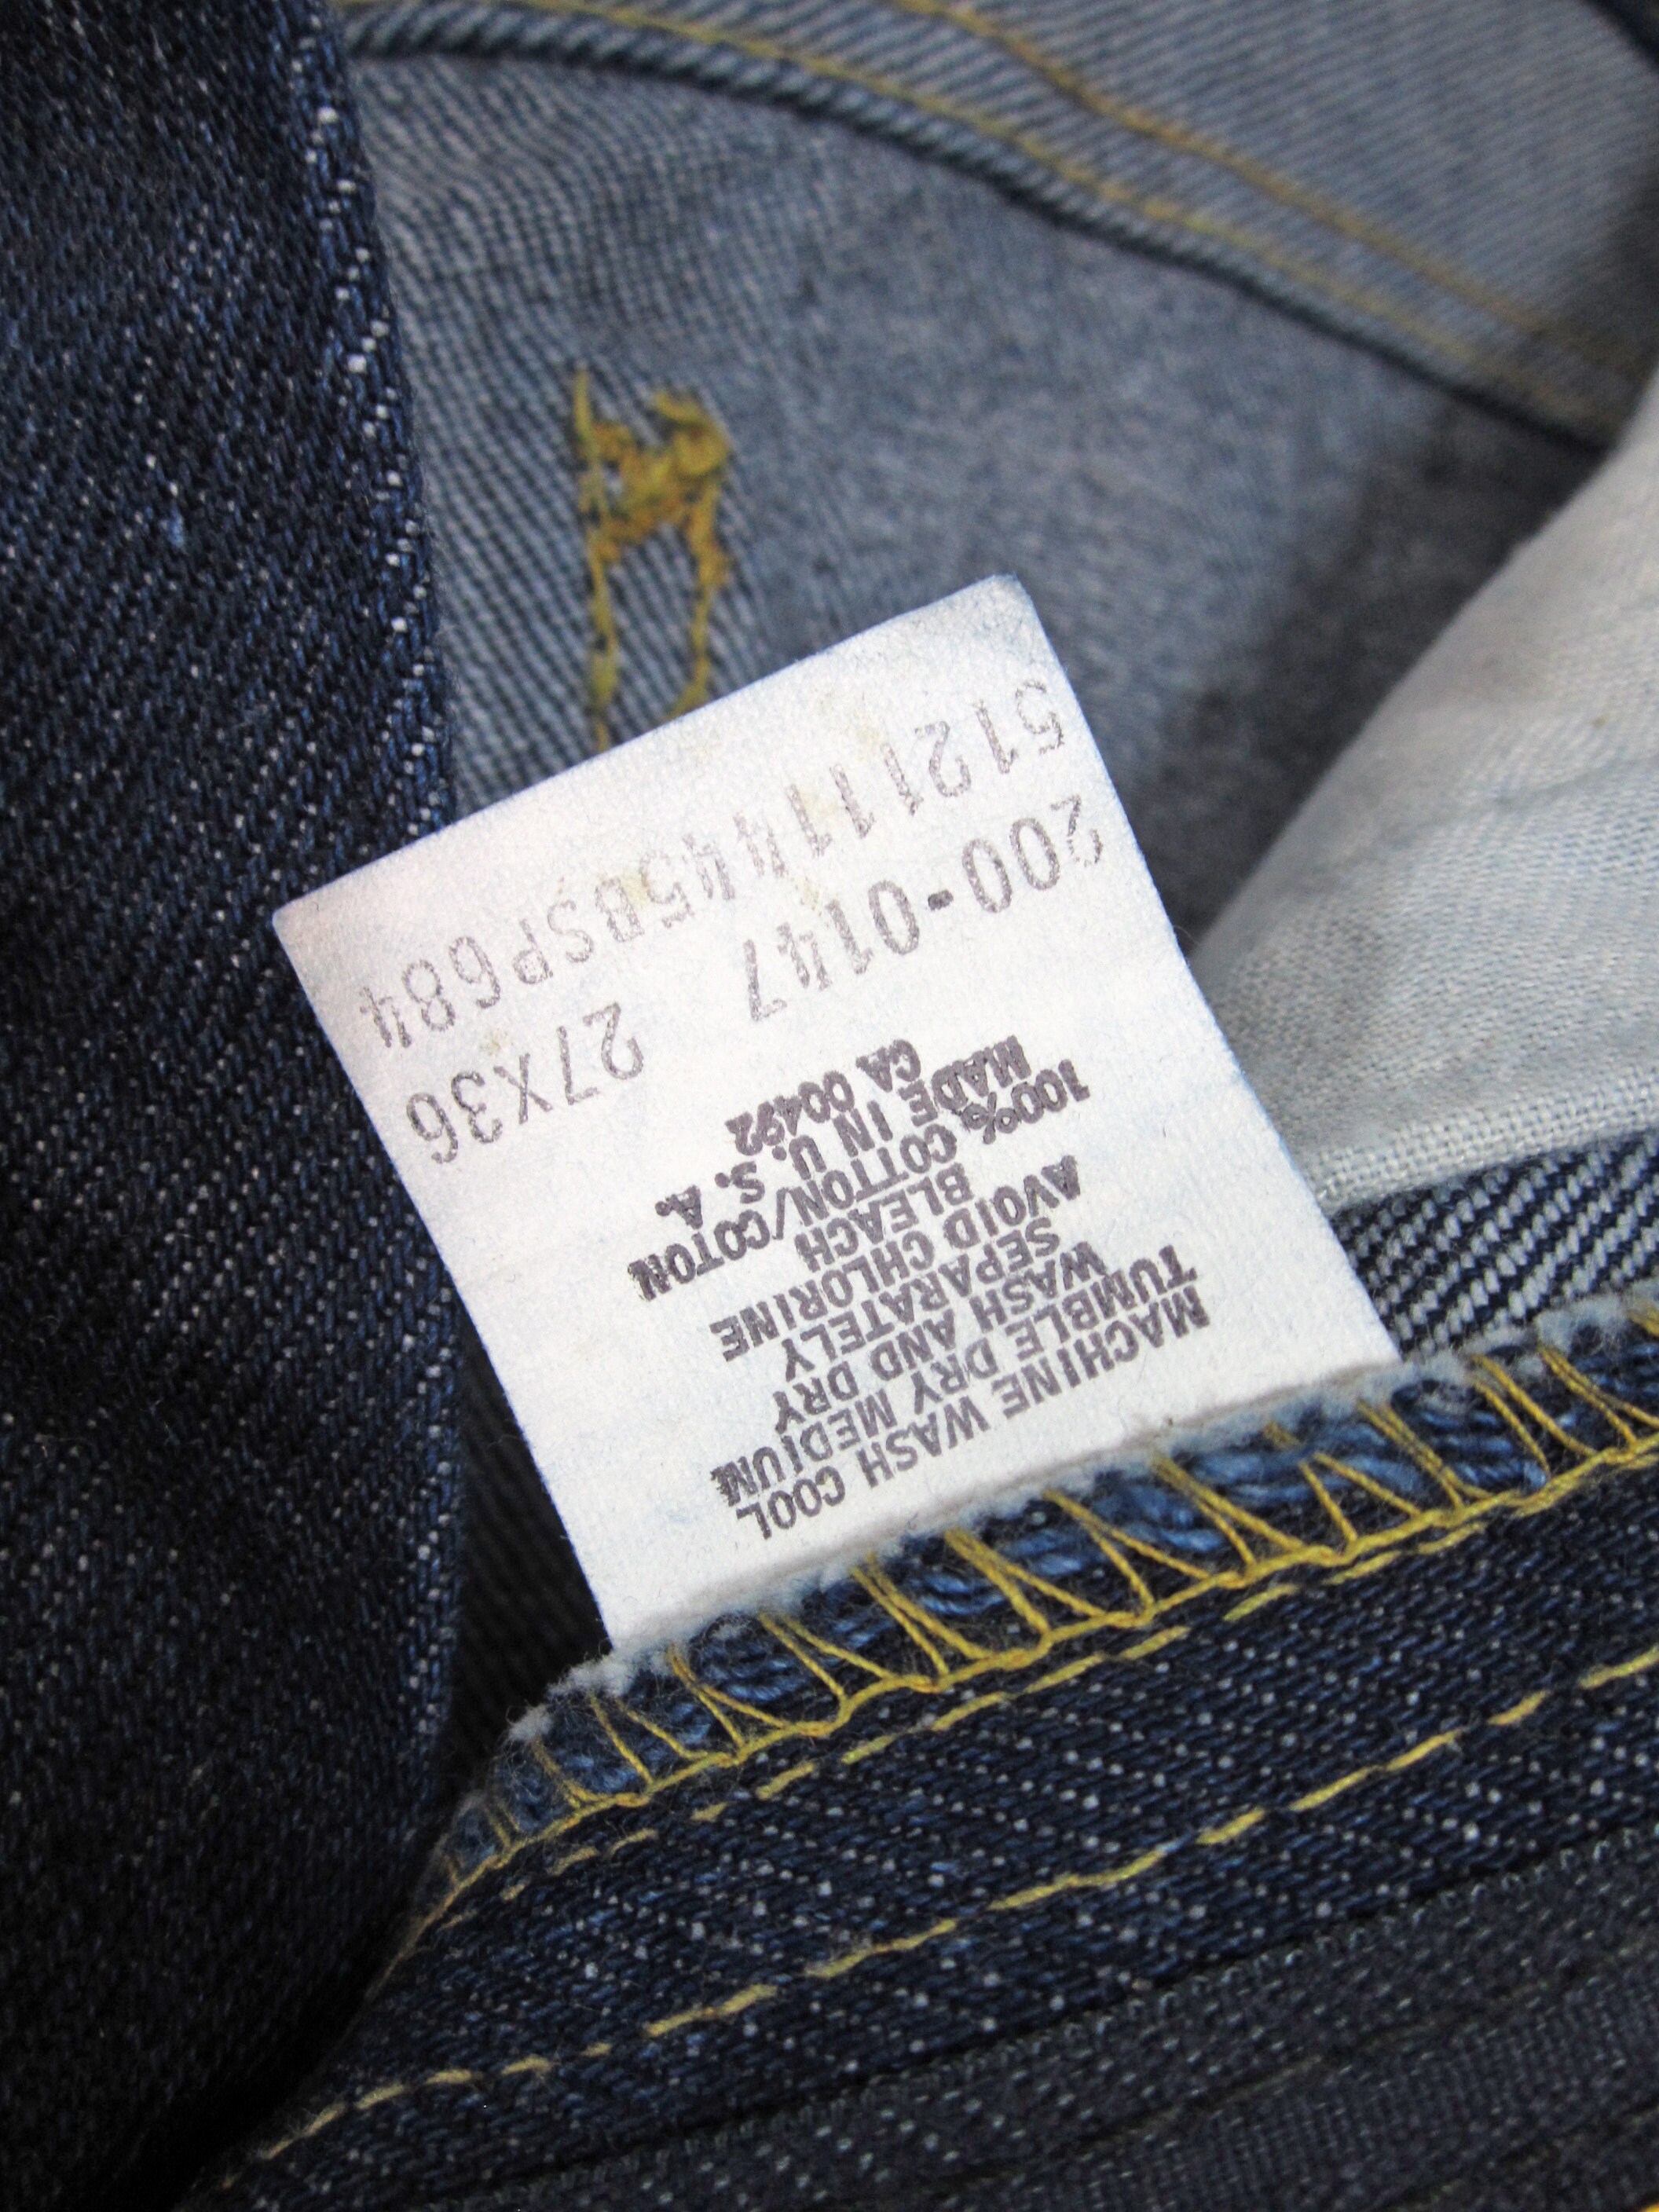 MACHINE WASH COOL
TUMBLE DRY MEDIUM
WASH AND DRY
SEPARATELY
AVOID CHLORINE
BLEACH
100% COTTON/COTON
MADE IN U.S.A.
CA 00492
200-0147 27X36
512111445BSP684